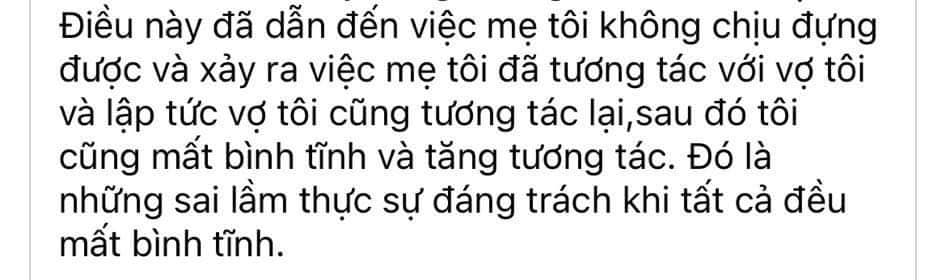 Điều này đã dẫn đến việc mẹ tôi không chịu đựng
được và xảy ra việc mẹ tôi đã tương tác với vợ tôi
và lập tức vợ tôi cũng tương tác lại,sau đó tôi
cũng mất bình tĩnh và tăng tương tác. Đó là
những sai lầm thực sự đáng trách khi tất cả đều
mất bình tĩnh.